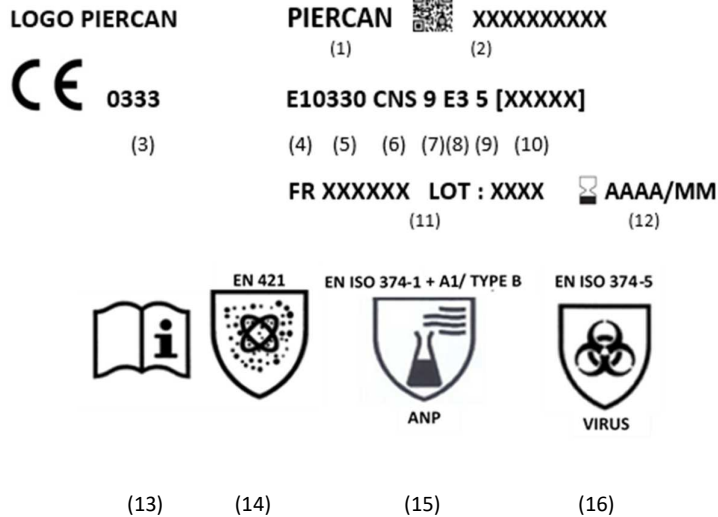 LOGO PIERCAN PIERCAN XXXXXXXXXX
(1) (2)
CE 0333 E10330 CNS 9 E3 5 [XXXXX]
(3) (4) (5) (6) (7)(8) (9) (10)
FR XXXXXX LOT : XXXX AAAA/MM
(11) (12)
EN 421 EN ISO 374-1 + A1/ TYPE B EN ISO 374-5
i
ANP VIRUS
(13) (14) (15) (16)